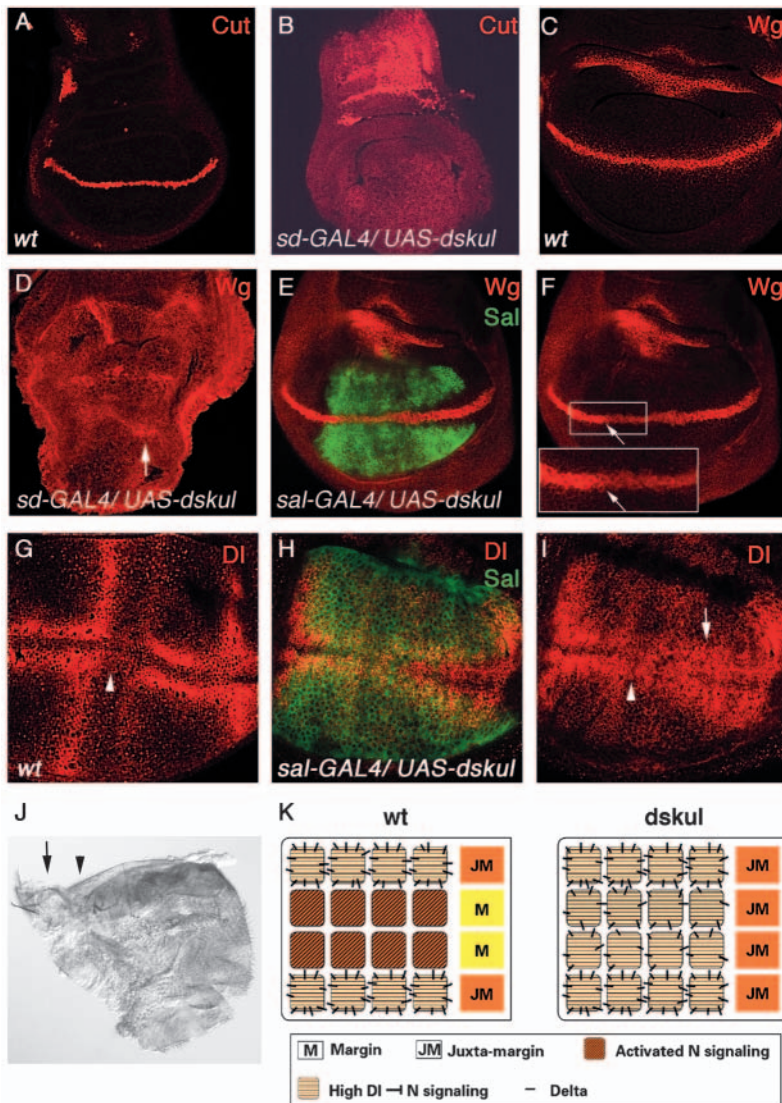 A Cut
wt
B Cut
sd-GAL4/ UAS-dskul
C Wg
wt
D Wg
sd-GAL4/ UAS-dskul
E Wg
Sal
sal-GAL4/ UAS-dskul
F Wg
G Dl
wt
H Dl
Sal
sal-GAL4/ UAS-dskul
I Dl
J
K wt dskul
JM JM
M JM
M JM
JM JM
M Margin JM Juxta-margin Activated N signaling
High Dl ⊣ N signaling – Delta